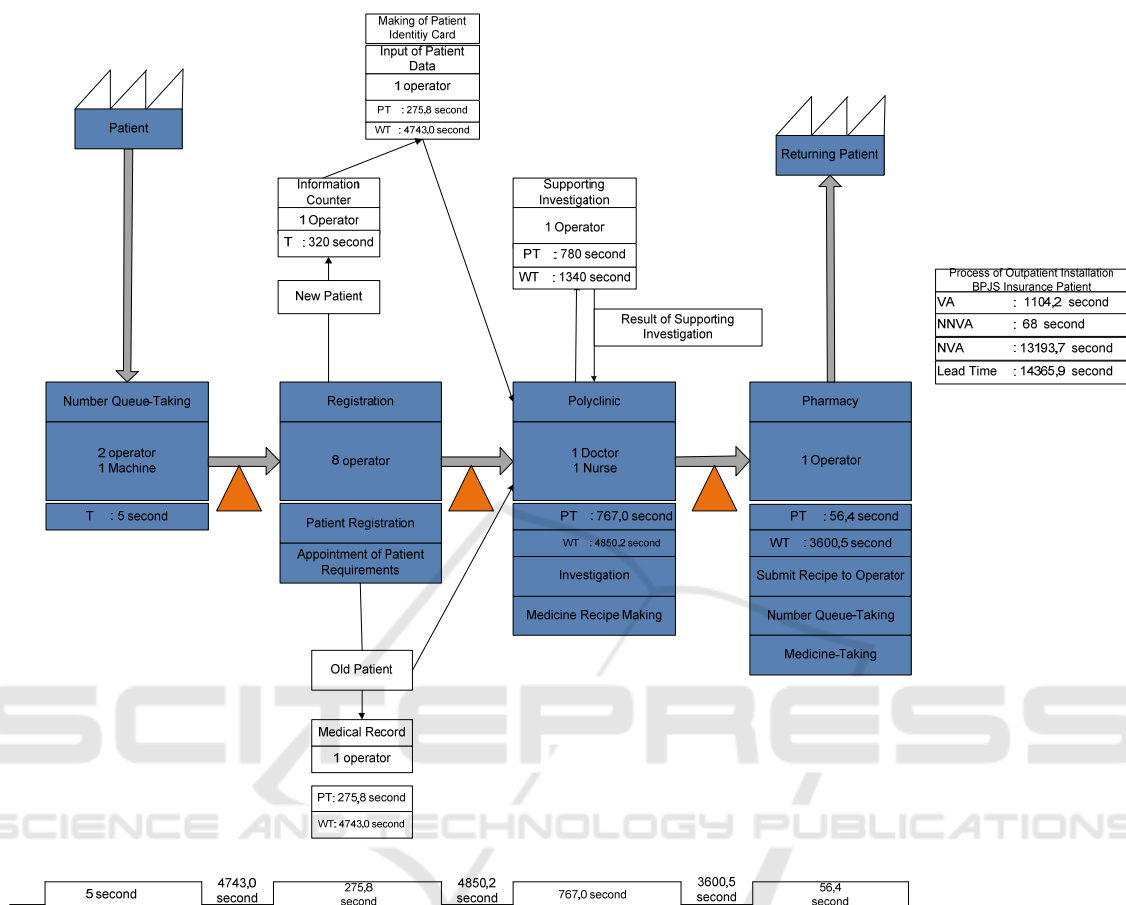 Making of Patient
Identitiy Card
Input of Patient
Data
1 operator
PT : 275,8 second
WT : 4743,0 second
Patient
Returning Patient
Information
Counter
1 Operator
T : 320 second
New Patient
Supporting
Investigation
1 Operator
PT : 780 second
WT : 1340 second
Result of Supporting
Investigation
Process of Outpatient Installation
BPJS Insurance Patient
VA : 1104,2 second
NNVA : 68 second
NVA : 13193,7 second
Lead Time : 14365,9 second
Number Queue-Taking
2 operator
1 Machine
T : 5 second
Registration
8 operator
Patient Registration
Appointment of Patient
Requirements
Polyclinic
1 Doctor
1 Nurse
PT : 767,0 second
WT : 4850,2 second
Investigation
Medicine Recipe Making
Pharmacy
1 Operator
PT : 56,4 second
WT : 3600,5 second
Submit Recipe to Operator
Number Queue-Taking
Medicine-Taking
Old Patient
Medical Record
1 operator
PT: 275,8 second
WT: 4743,0 second
SCITEPRESS
SCIENCE AND TECHNOLOGY PUBLICATIONS
5 second
4743,0
second
275,8
second
4850,2
second
767,0 second
3600,5
second
56,4
second